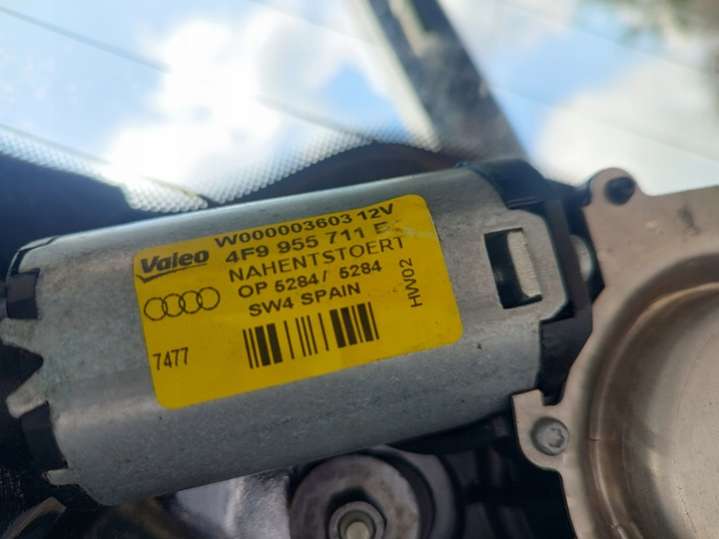 Valeo
W000003603 12V
4F9 955 711 E
NAHENTSTOERT
OP 5284/ 5284
SW4 SPAIN
HW02
7477